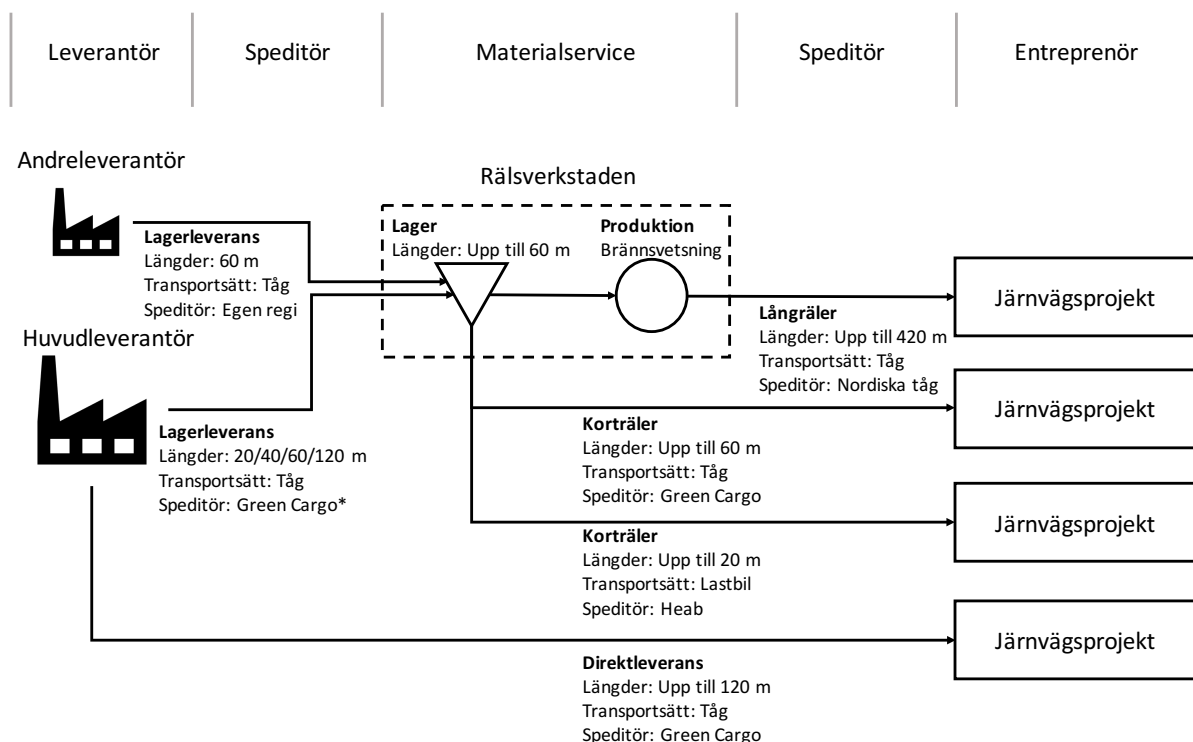 Leverantör
Speditör
Materialservice
Speditör
Entreprenör
Andreleverantör
Rälsverkstaden
Lager
Längder: Upp till 60 m
Produktion
Brännsvetsning
Lagerleverans
Längder: 60 m
Transportsätt: Tåg
Speditör: Egen regi
Järnvägsprojekt
Långräler
Längder: Upp till 420 m
Transportsätt: Tåg
Speditör: Nordiska tåg
Huvudleverantör
Lagerleverans
Längder: 20/40/60/120 m
Transportsätt: Tåg
Speditör: Green Cargo*
Järnvägsprojekt
Korträler
Längder: Upp till 60 m
Transportsätt: Tåg
Speditör: Green Cargo
Järnvägsprojekt
Korträler
Längder: Upp till 20 m
Transportsätt: Lastbil
Speditör: Heab
Järnvägsprojekt
Direktleverans
Längder: Upp till 120 m
Transportsätt: Tåg
Speditör: Green Cargo